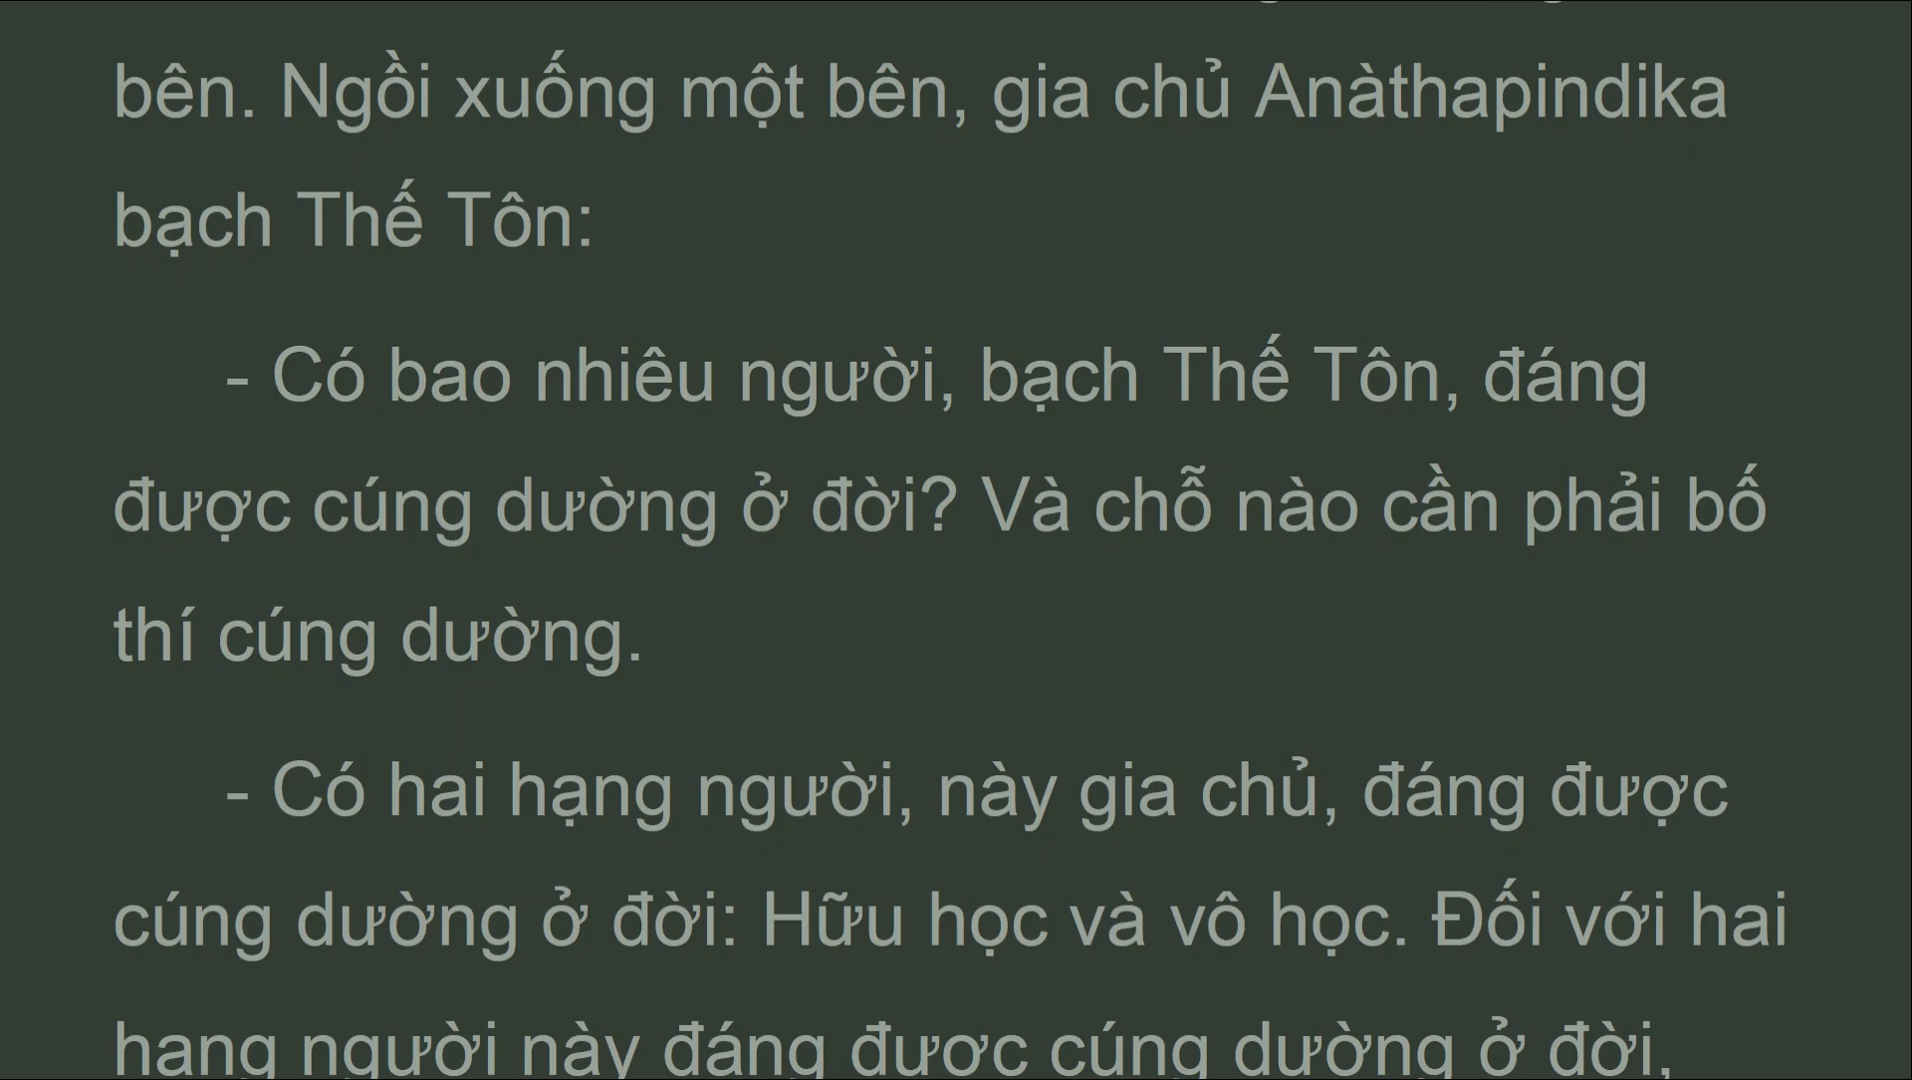 bên. Ngồi xuống một bên, gia chủ Anàthapindika
bạch Thế Tôn:
- Có bao nhiêu người, bạch Thế Tôn, đáng
được cúng dường ở đời? Và chỗ nào cần phải bố
thí cúng dường.
- Có hai hạng người, này gia chủ, đáng được
cúng dường ở đời: Hữu học và vô học. Đối với hai
hạng người này đáng được cúng dường ở đời,